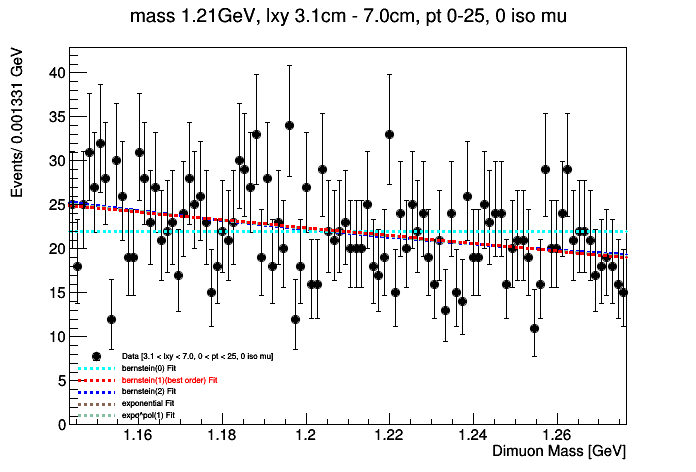 mass 1.21GeV, lxy 3.1cm - 7.0cm, pt 0-25, 0 iso mu
Events/ 0.001331 GeV
40
35
30
25
20
15
10
5
0
Data [3.1 < lxy < 7.0, 0 < pt < 25, 0 iso mu]
bernstein(0) Fit
bernstein(1)(best order) Fit
bernstein(2) Fit
exponential Fit
expo*pol(1) Fit
1.16 1.18 1.2 1.22 1.24 1.26
Dimuon Mass [GeV]